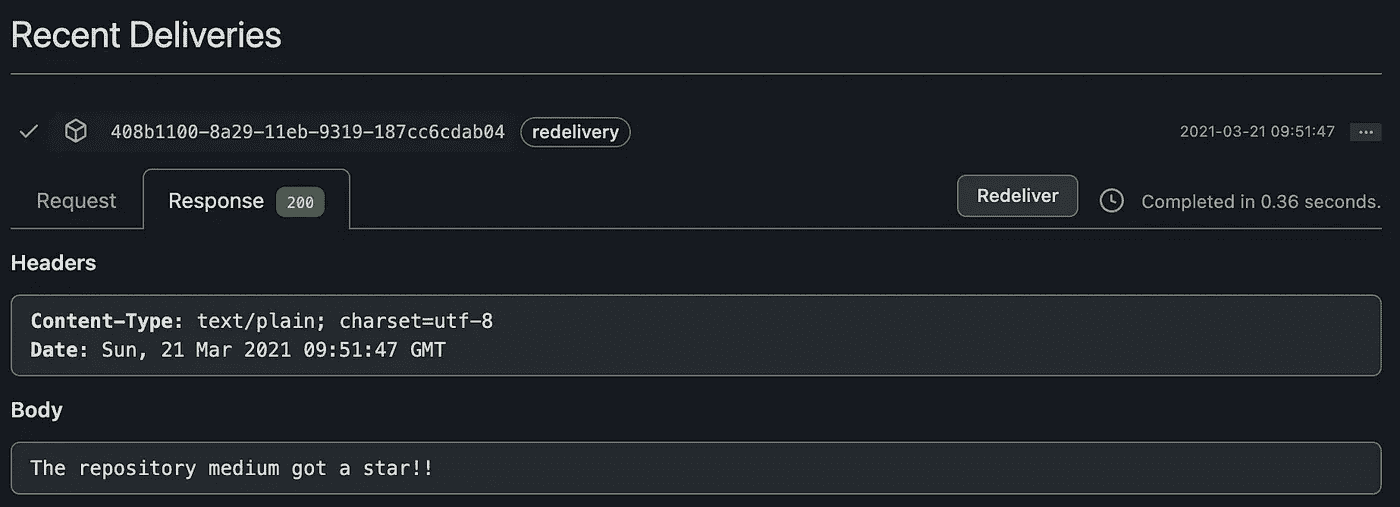 Recent Deliveries
408b1100-8a29-11eb-9319-187cc6cdab04 redelivery 2021-03-21 09:51:47 ...
Request Response 200 Redeliver Completed in 0.36 seconds.
Headers
Content-Type: text/plain; charset=utf-8
Date: Sun, 21 Mar 2021 09:51:47 GMT
Body
The repository medium got a star!!